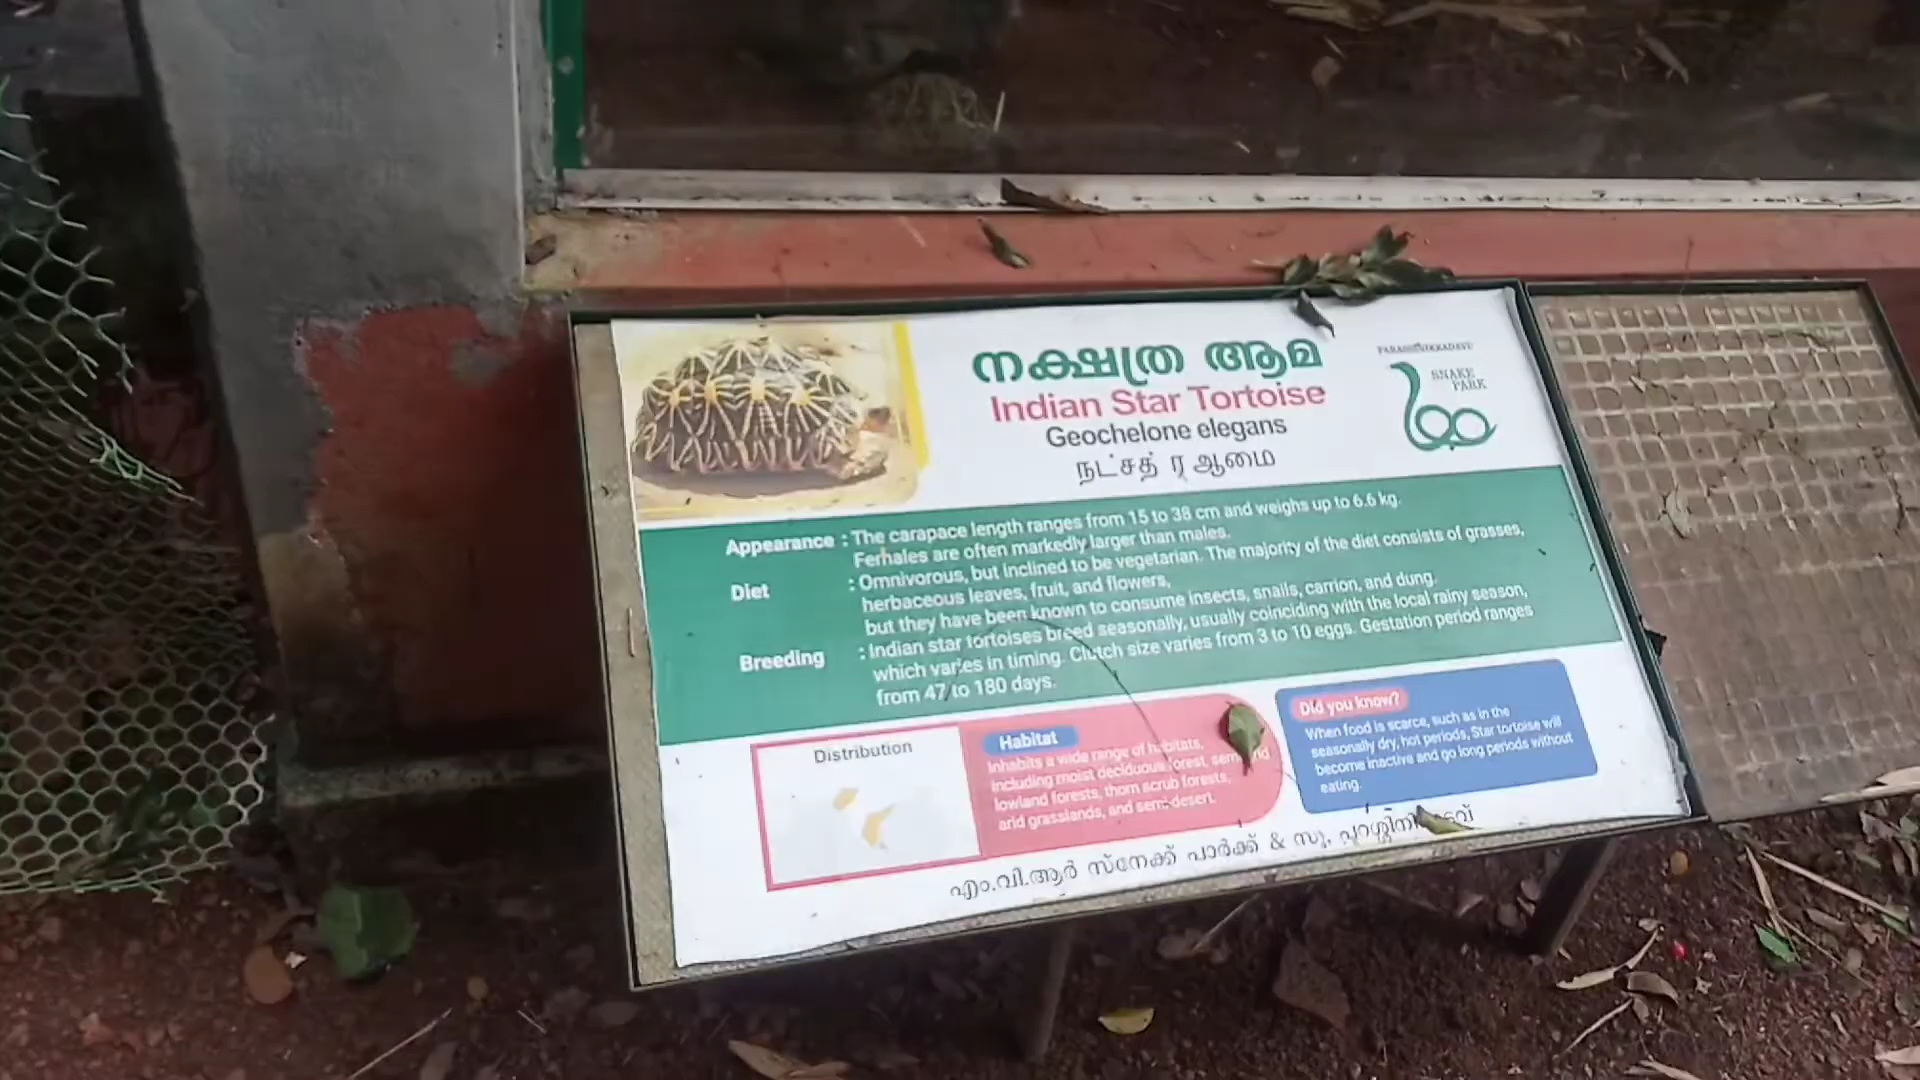 നക്ഷത്ര ആമ
Indian Star Tortoise
Geochelone elegans
நட்சத் ர ஆமை
PARASSINIKKADAVU
SNAKE
PARK
Appearance : The carapace length ranges from 15 to 38 cm and weighs up to 6.6 kg.
Females are often markedly larger than males.
Diet : Omnivorous, but inclined to be vegetarian. The majority of the diet consists of grasses,
herbaceous leaves, fruit, and flowers,
but they have been known to consume insects, snails, carrion, and dung.
Breeding : Indian star tortoises breed seasonally, usually coinciding with the local rainy season,
which varies in timing. Clutch size varies from 3 to 10 eggs. Gestation period ranges
from 47 to 180 days.
Distribution
Habitat
Inhabits a wide range of habitats,
including moist deciduous forest,
lowland forests, thorn scrub forests,
arid grasslands, and semi-desert.
Did you know?
When food is scarce, such as in the
seasonally dry, hot periods, Star tortoise will
become inactive and go long periods without
eating.
എം.വി.ആർ സ്നേക്ക് പാർക്ക് & സൂ,